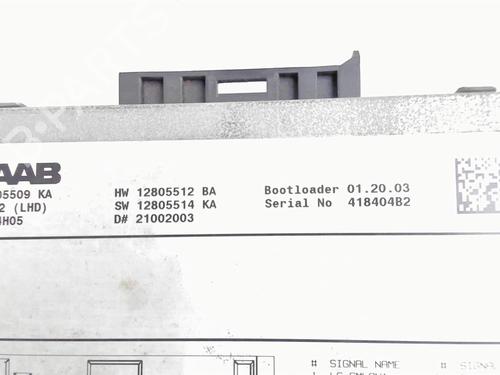 AAB
05509 KA HW 12805512 BA Bootloader 01.20.03
2 (LHD) SW 12805514 KA Serial No 418404B2
H05 D# 21002003
# SIGNAL NAME # SIGNAL